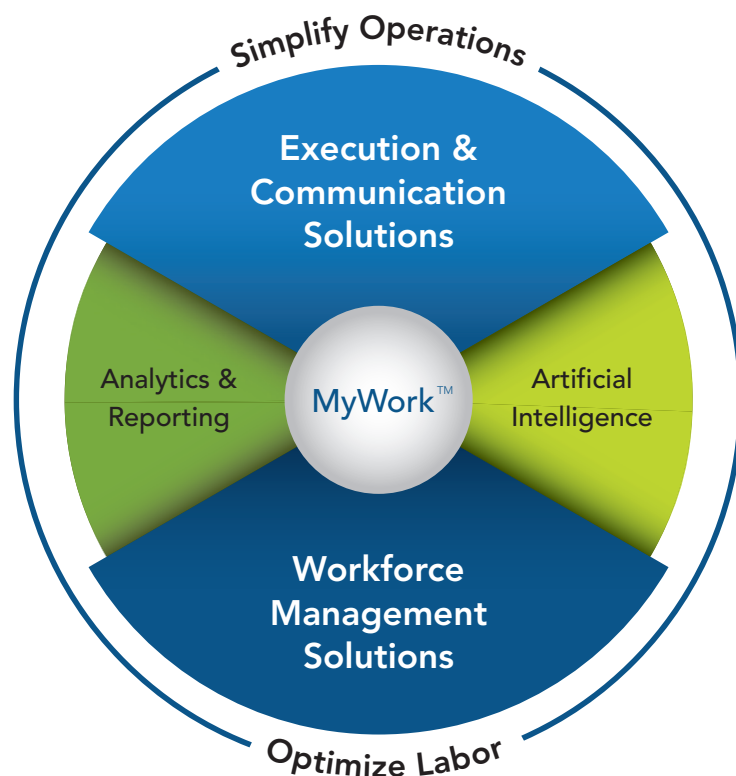 Simplify Operations
Execution &
Communication
Solutions
Analytics &
Reporting
MyWork™
Artificial
Intelligence
Workforce
Management
Solutions
Optimize Labor